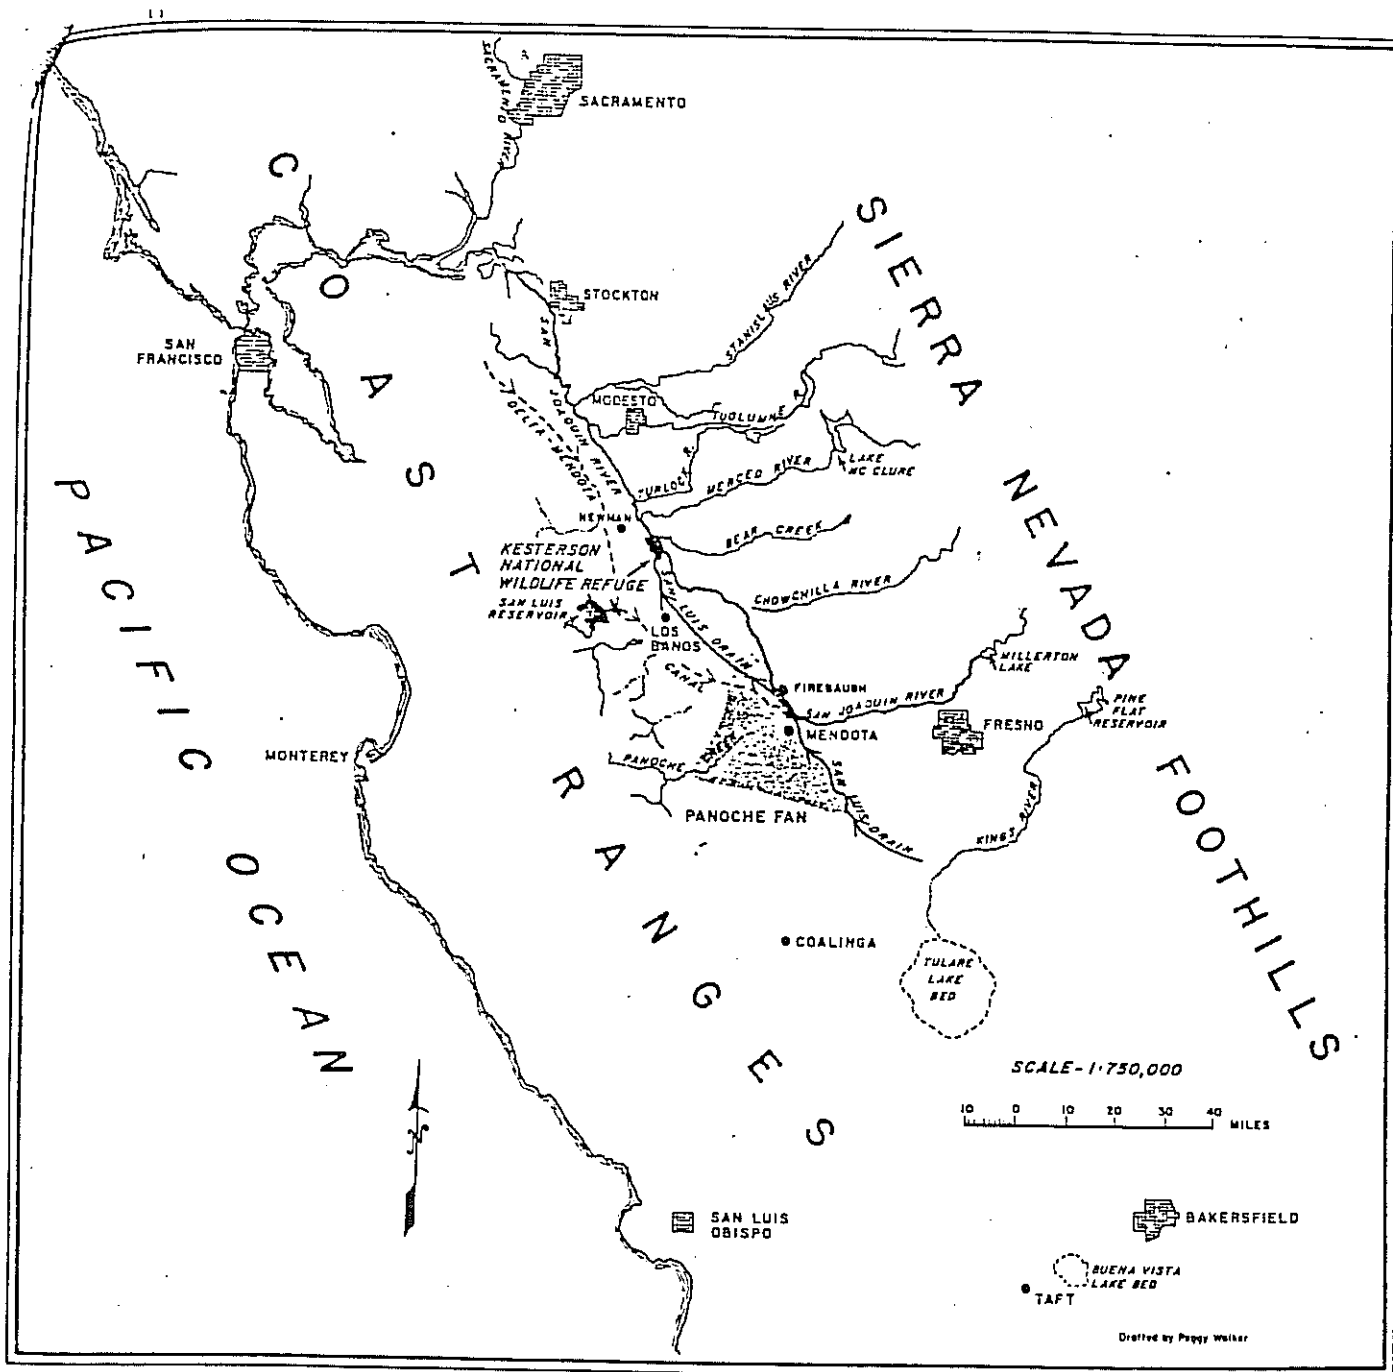 SACRAMENTO RIVER
SACRAMENTO
COAST RANGES
SIERRA NEVADA FOOTHILLS
PACIFIC OCEAN
STOCKTON
SAN
FRANCISCO
SAN JOAQUIN RIVER
STANISLAUS RIVER
MODESTO
TUOLUMNE R.
DELTA-MENDOTA
CANAL
TURLOCK R.
MERCED RIVER
LAKE
MC CLURE
NEWMAN
BEAR CREEK
KESTERSON
NATIONAL
WILDLIFE REFUGE
SAN LUIS
RESERVOIR
CHOWCHILLA RIVER
SAN LUIS DRAIN
LOS
BANOS
MILLERTON
LAKE
FIREBAUGH
SAN JOAQUIN RIVER
FRESNO
PINE
FLAT
RESERVOIR
MENDOTA
MONTEREY
PANOCHE CREEK
SAN LUIS DRAIN
PANOCHE FAN
KINGS RIVER
COALINGA
TULARE
LAKE
BED
N
SCALE-1:750,000
10 0 10 20 30 40 MILES
SAN LUIS
OBISPO
BAKERSFIELD
BUENA VISTA
LAKE BED
TAFT
Drafted by Peggy Walker